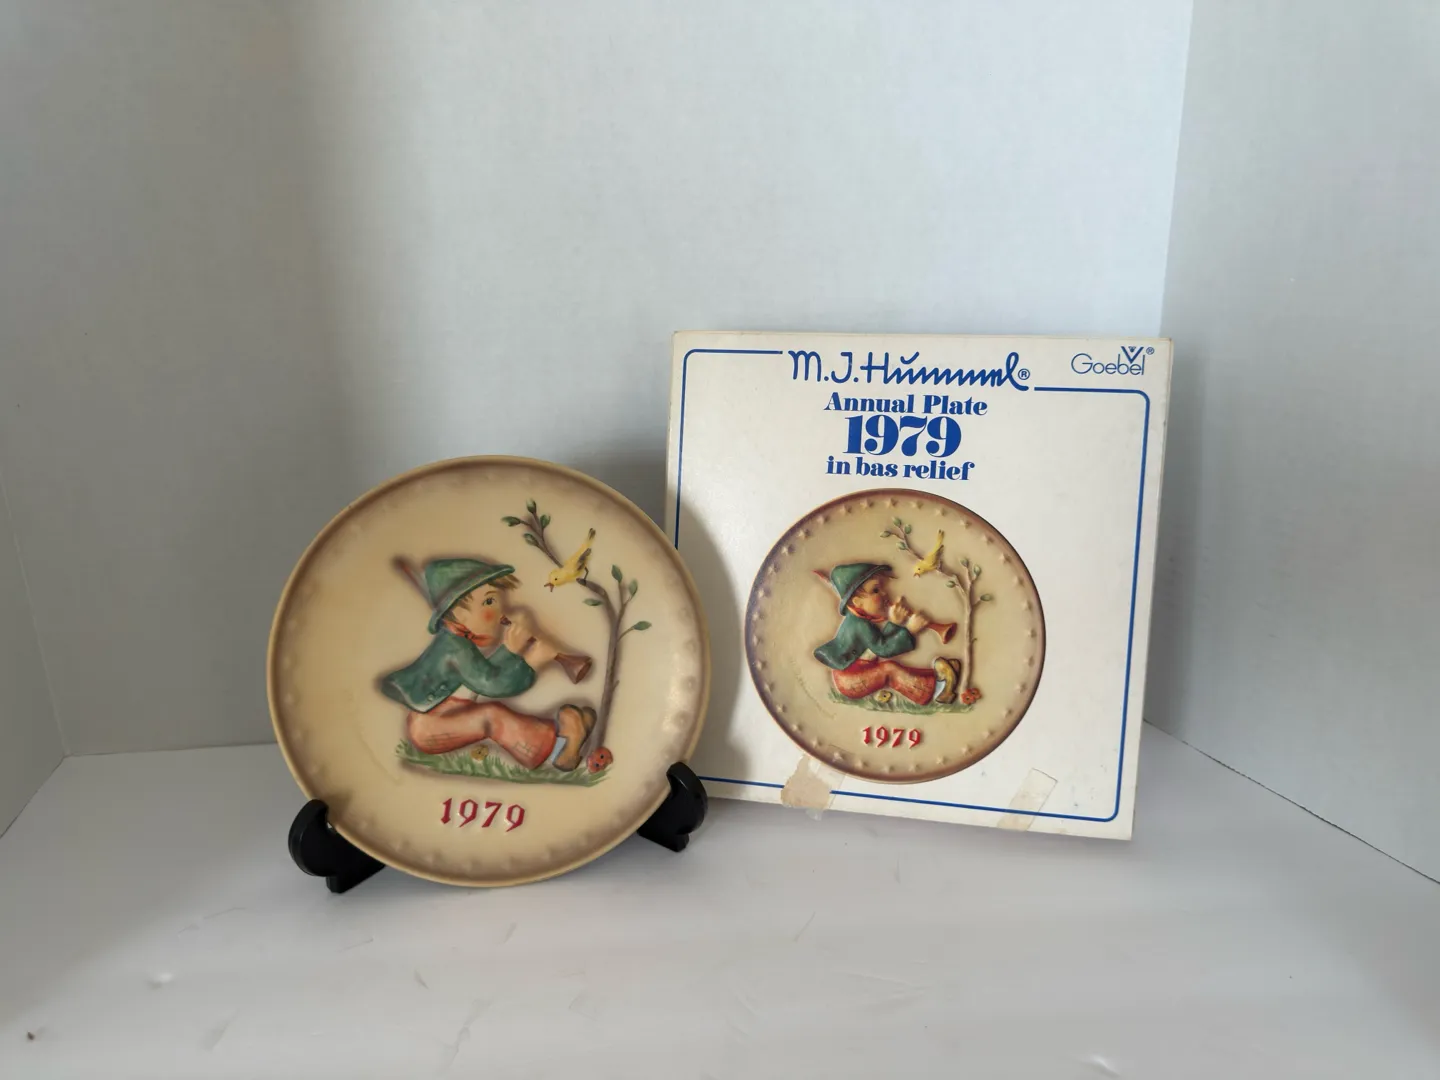 M.J.Hummel®
Goebel®
Annual Plate
1979
in bas relief
1979
1979